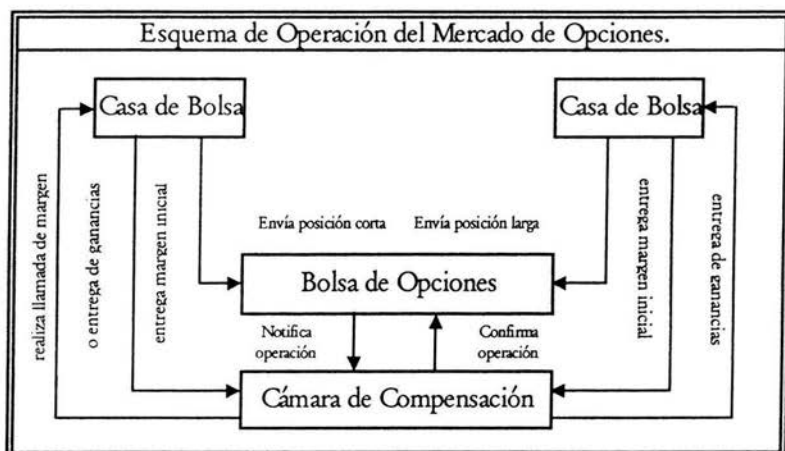 Esquema de Operación del Mercado de Opciones.
Casa de Bolsa
Casa de Bolsa
realiza llamada de margen
o entrega de ganancias
entrega margen inicial
Envía posición corta
Envía posición larga
entrega margen inicial
entrega de
ganancias
Bolsa de Opciones
Notifica
operación
Confirma
operación
Cámara de Compensación